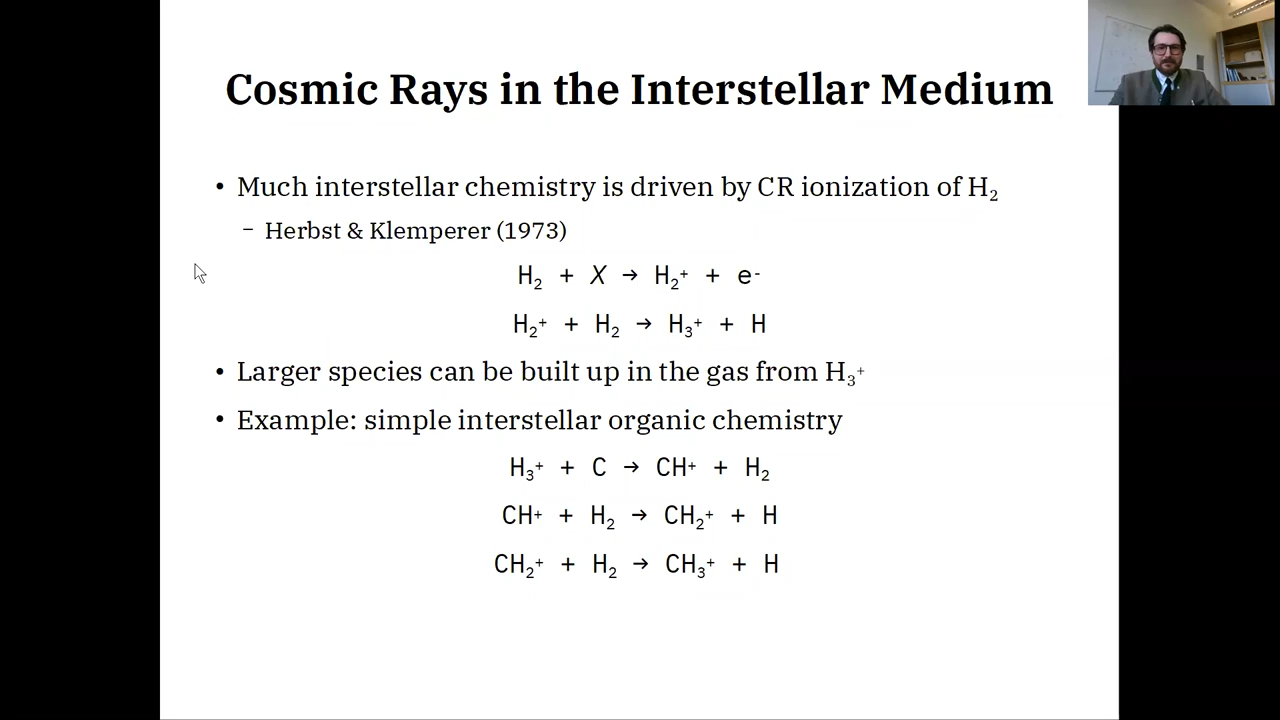 Cosmic Rays in the Interstellar Medium
• Much interstellar chemistry is driven by CR ionization of H₂
– Herbst & Klemperer (1973)
H₂ + X → H₂⁺ + e⁻
H₂⁺ + H₂ → H₃⁺ + H
• Larger species can be built up in the gas from H₃⁺
• Example: simple interstellar organic chemistry
H₃⁺ + C → CH⁺ + H₂
CH⁺ + H₂ → CH₂⁺ + H
CH₂⁺ + H₂ → CH₃⁺ + H